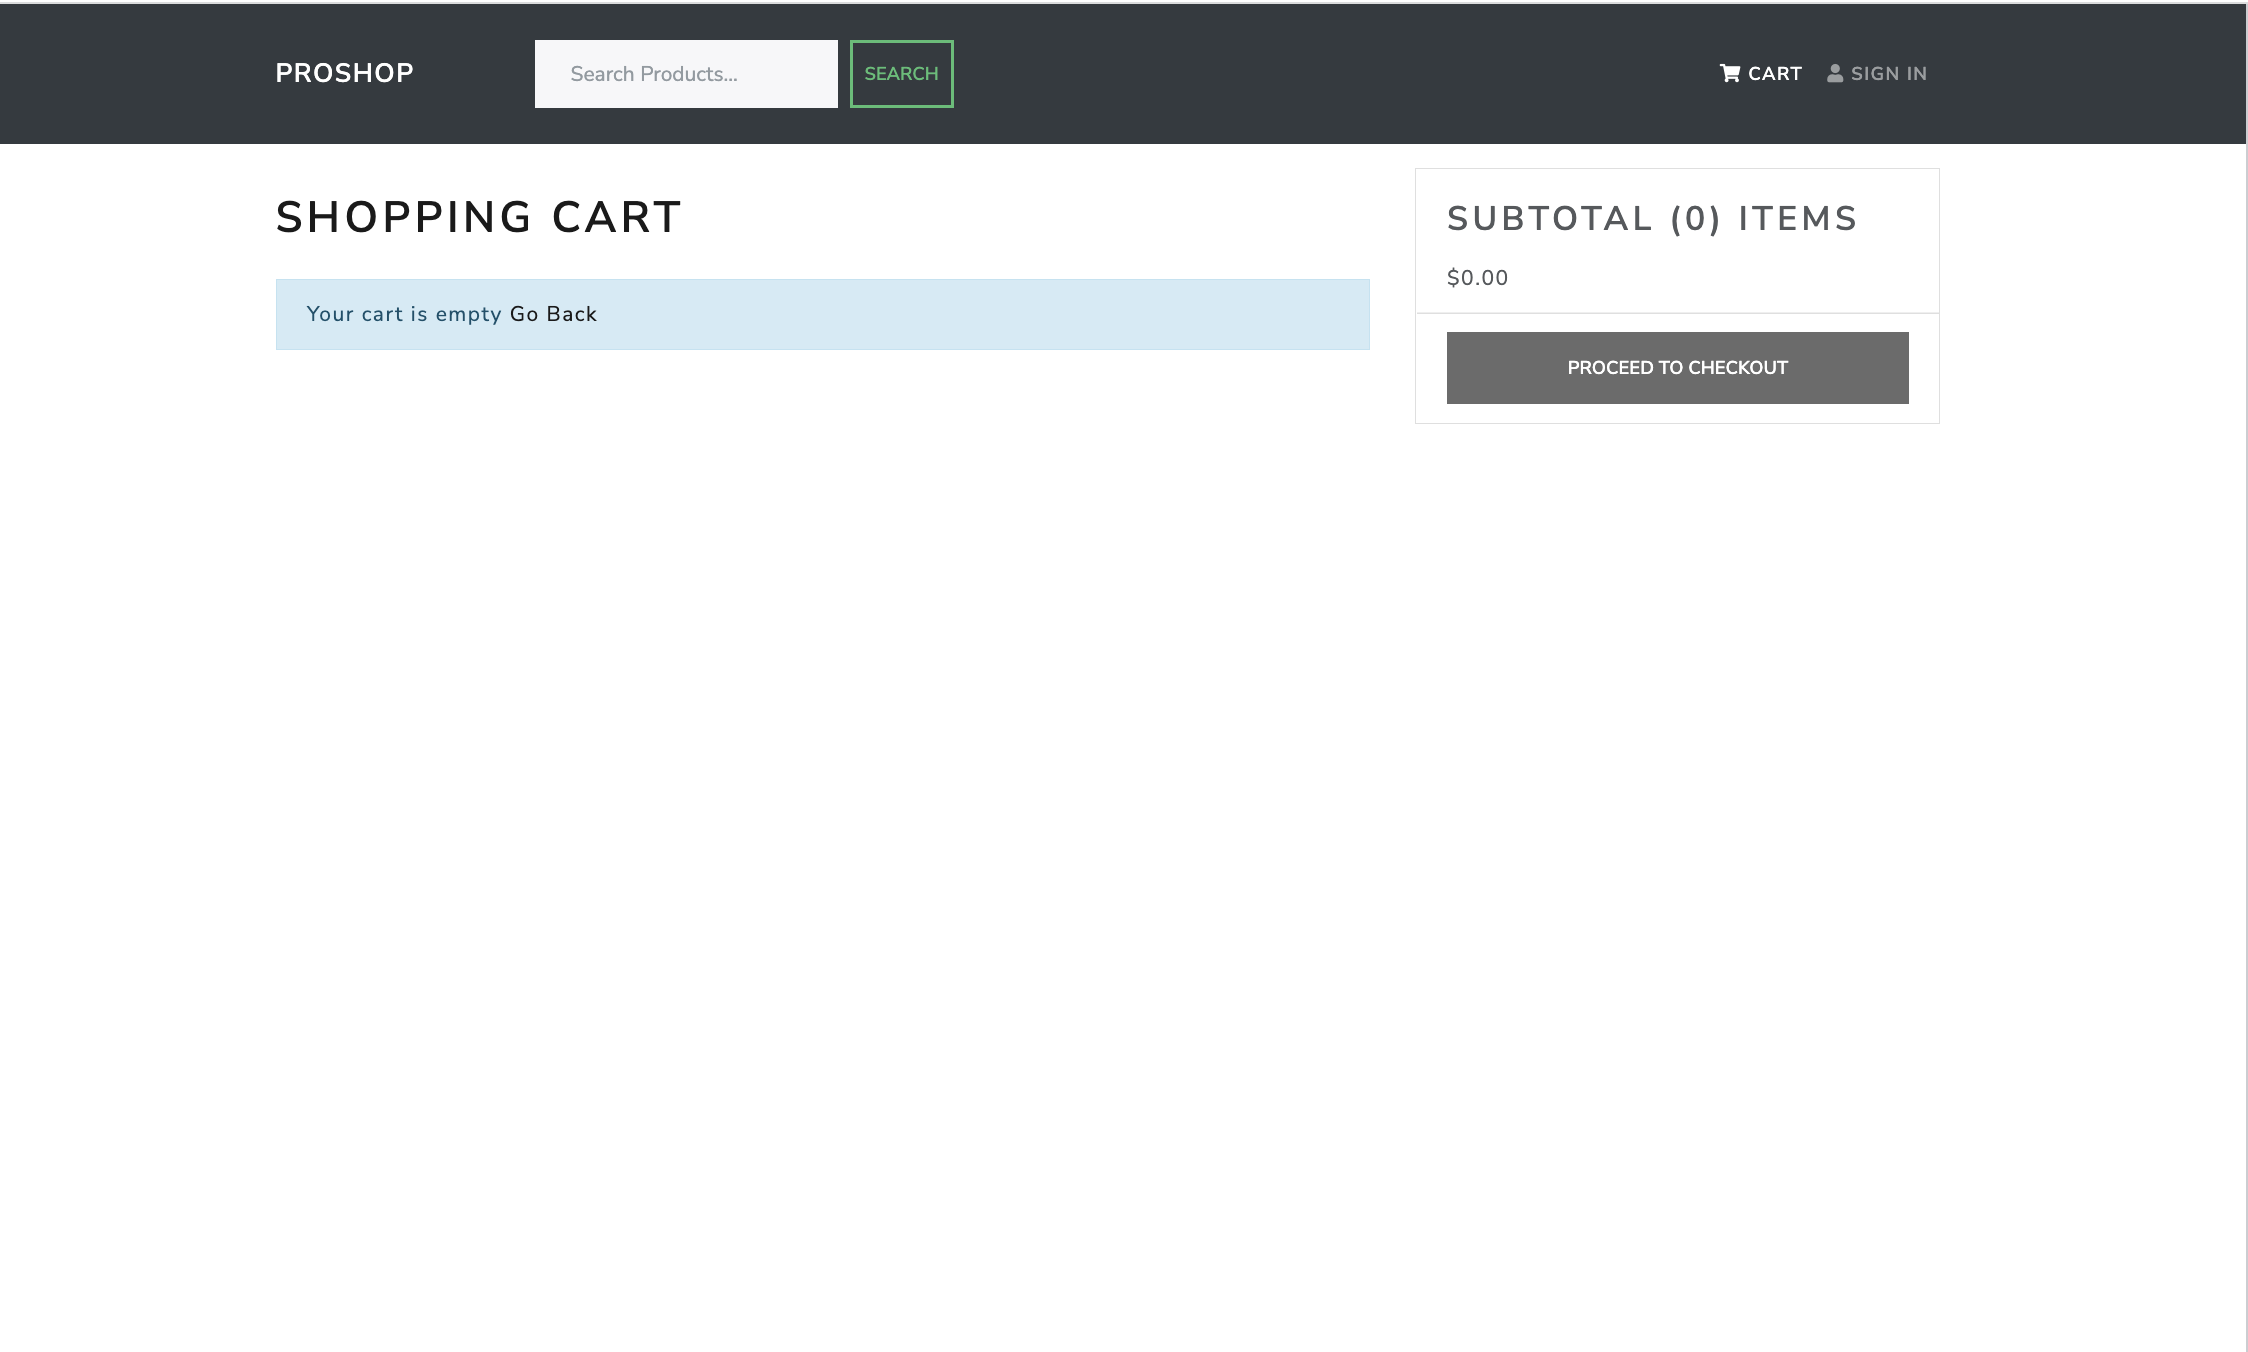 PROSHOP
Search Products...
SEARCH
CART
SIGN IN
SHOPPING CART
Your cart is empty Go Back
SUBTOTAL (0) ITEMS
$0.00
PROCEED TO CHECKOUT